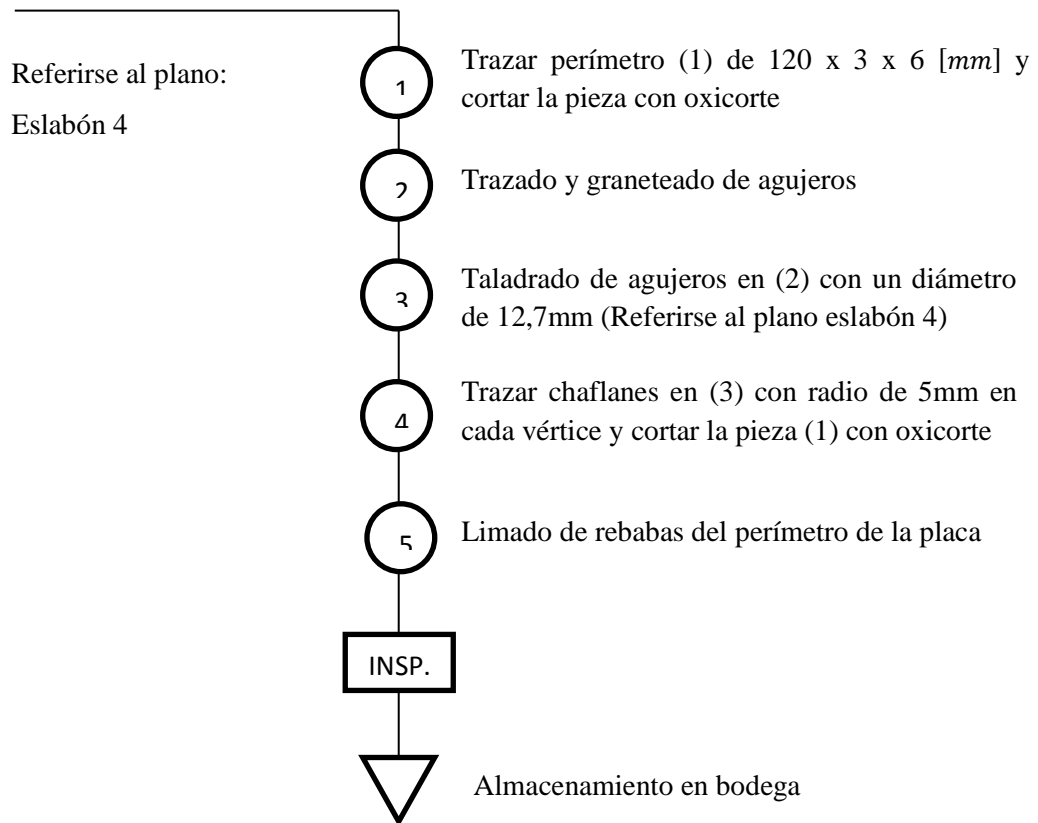 Referirse al plano:
Eslabón 4
1
Trazar perímetro (1) de 120 x 3 x 6 [mm] y
cortar la pieza con oxicorte
2
Trazado y graneteado de agujeros
3
Taladrado de agujeros en (2) con un diámetro
de 12,7mm (Referirse al plano eslabón 4)
4
Trazar chaflanes en (3) con radio de 5mm en
cada vértice y cortar la pieza (1) con oxicorte
5
Limado de rebabas del perímetro de la placa
INSP.
Almacenamiento en bodega